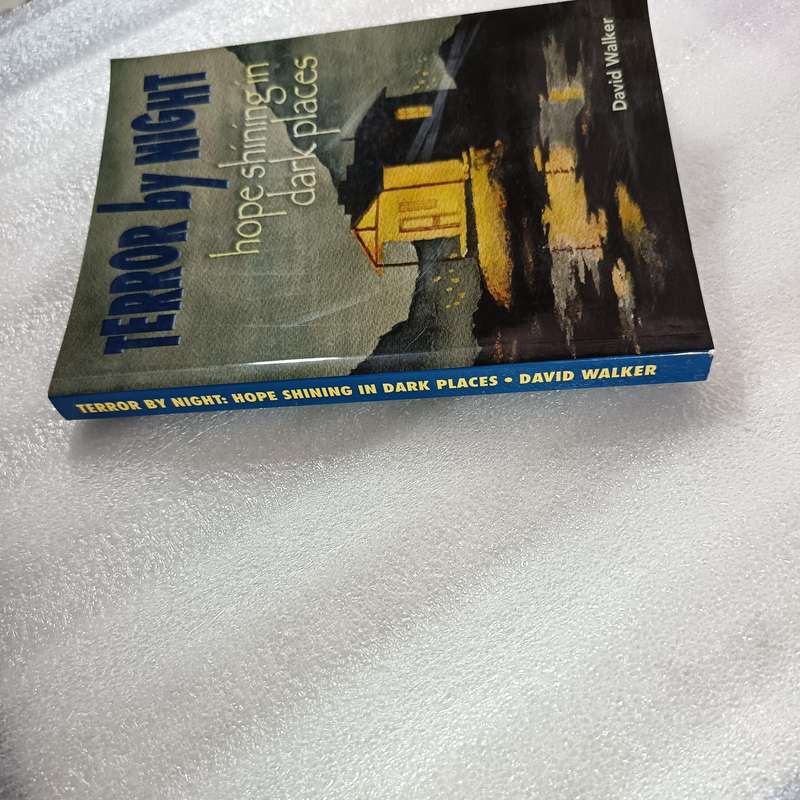 TERROR by NIGHT
hope shining in
dark places
David Walker
TERROR BY NIGHT: HOPE SHINING IN DARK PLACES • DAVID WALKER